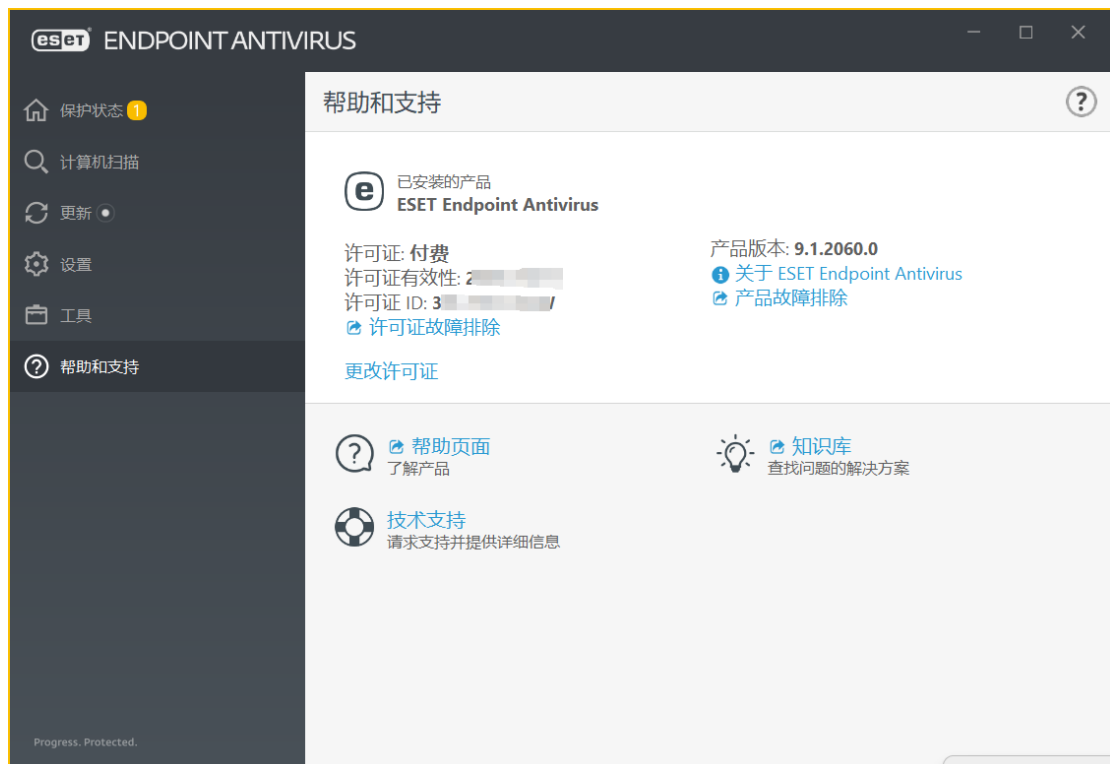 eset ENDPOINT ANTIVIRUS
保护状态 1
计算机扫描
更新
设置
工具
帮助和支持
Progress. Protected.
帮助和支持
?
e
已安装的产品
ESET Endpoint Antivirus
许可证: 付费
许可证有效性: 2
许可证 ID: 3
许可证故障排除
更改许可证
产品版本: 9.1.2060.0
关于 ESET Endpoint Antivirus
产品故障排除
帮助页面
了解产品
知识库
查找问题的解决方案
技术支持
请求支持并提供详细信息